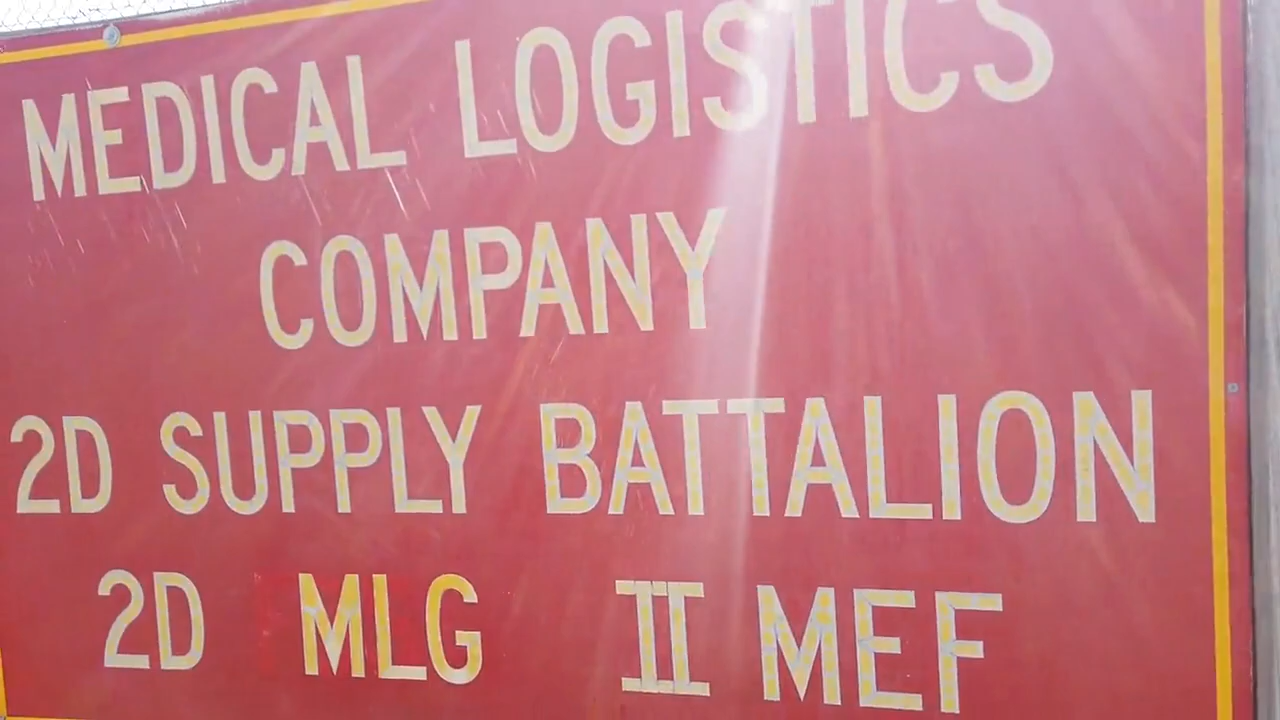 MEDICAL LOGISTICS
COMPANY
2D SUPPLY BATTALION
2D MLG II MEF